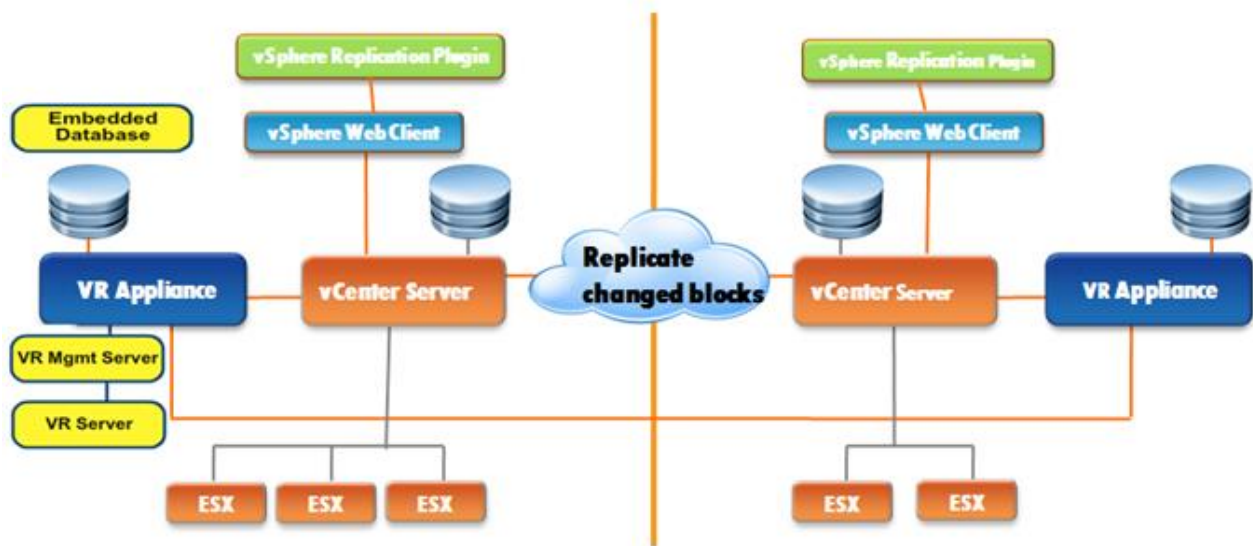 vSphere Replication Plugin
vSphere Replication Plugin
Embedded
Database
vSphere Web Client
vSphere Web Client
Replicate
changed blocks
VR Appliance
vCenter Server
vCenter Server
VR Appliance
VR Mgmt Server
VR Server
ESX
ESX
ESX
ESX
ESX